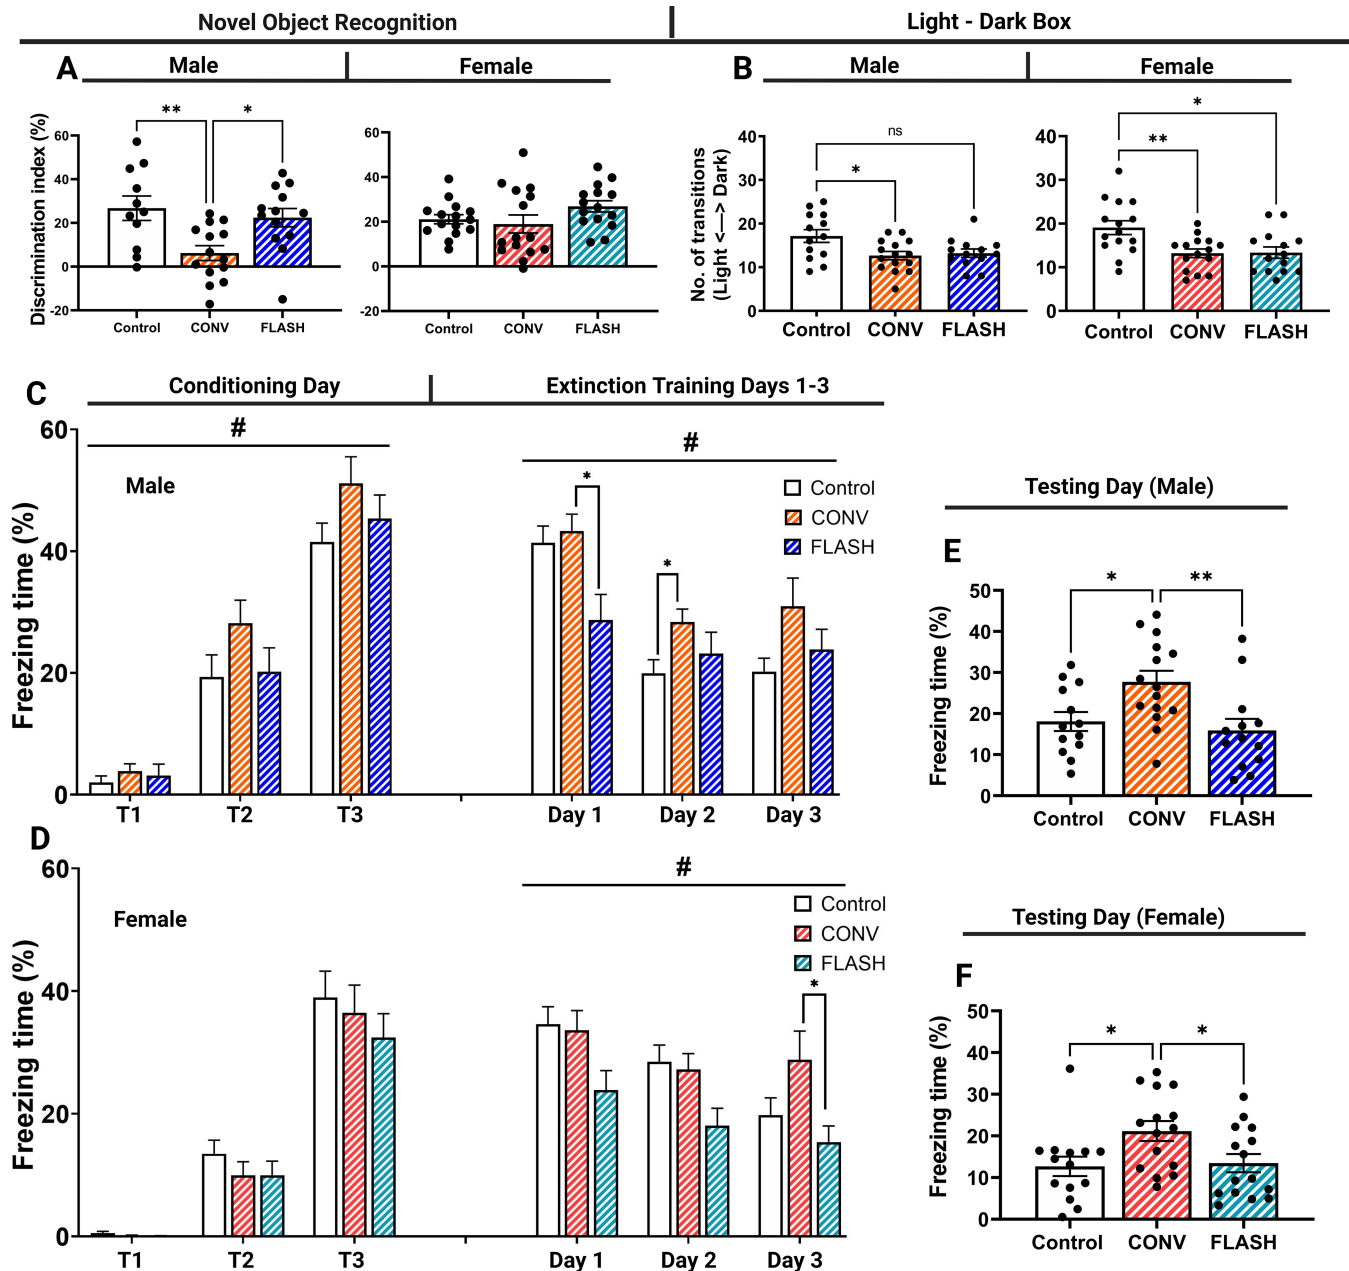 Novel Object Recognition
Light - Dark Box
A
Male
Female
B
Male
Female
Discrimination index (%)
60
40
20
0
-20
**
*
Control
CONV
FLASH
60
40
20
0
-20
Control
CONV
FLASH
No. of transitions
(Light <—> Dark)
40
30
20
10
0
ns
*
Control
CONV
FLASH
40
30
20
10
0
*
**
Control
CONV
FLASH
C
Conditioning Day
Extinction Training Days 1-3
Freezing time (%)
60
40
20
0
#
Male
#
*
*
Control
CONV
FLASH
T1
T2
T3
Day 1
Day 2
Day 3
Testing Day (Male)
E
Freezing time (%)
50
40
30
20
10
0
*
**
Control
CONV
FLASH
D
Freezing time (%)
60
40
20
0
Female
#
Control
CONV
FLASH
*
T1
T2
T3
Day 1
Day 2
Day 3
Testing Day (Female)
F
Freezing time (%)
50
40
30
20
10
0
*
*
Control
CONV
FLASH